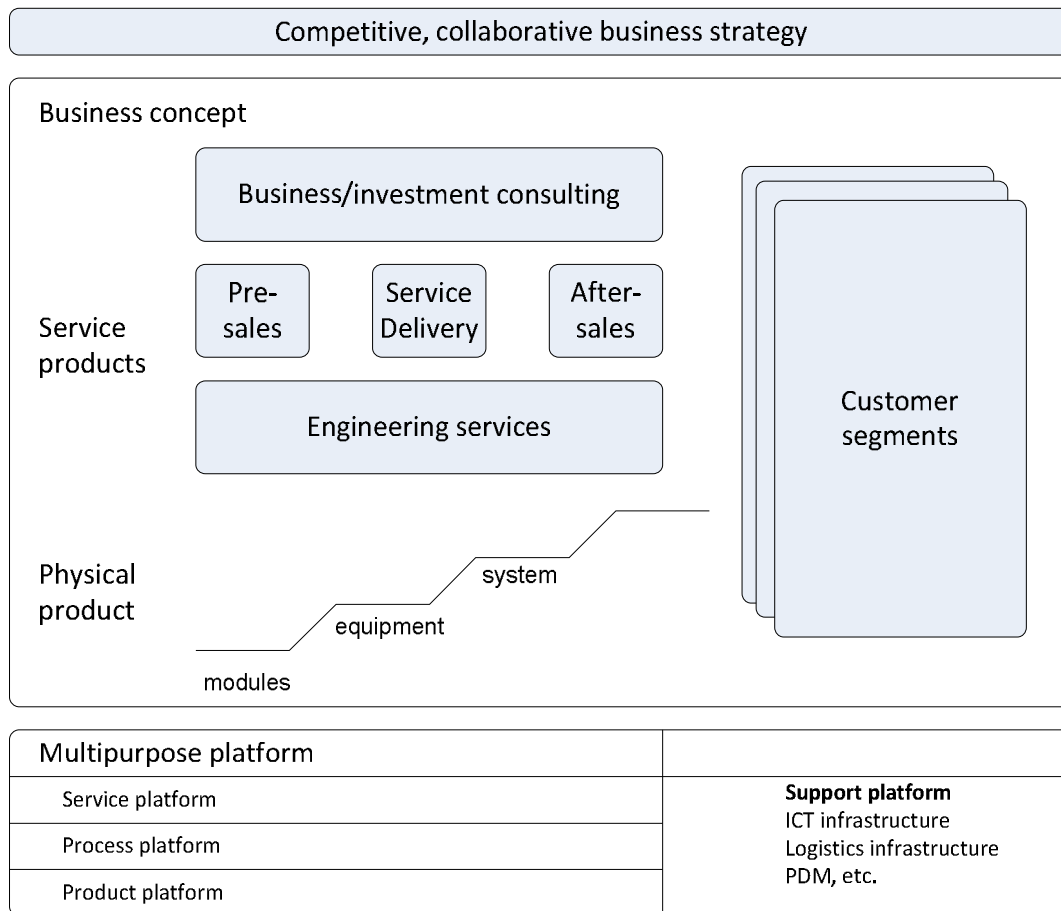 Competitive, collaborative business strategy
Business concept
Business/investment consulting
Pre-
sales
Service
Delivery
After-
sales
Service
products
Engineering services
Customer
segments
Physical
product
system
equipment
modules
Multipurpose platform
Service platform
Process platform
Product platform
Support platform
ICT infrastructure
Logistics infrastructure
PDM, etc.